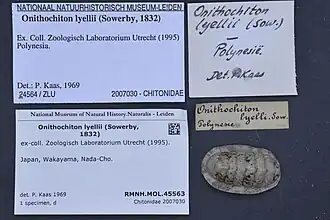 NATIONAAL NATUURHISTORISCH MUSEUM-LEIDEN
Onithochiton lyellii (Sowerby, 1832)
Ex. Coll. Zoologisch Laboratorium Utrecht (1995)
Polynesia.
Det.: P. Kaas, 1969
24564 / ZLU
2007030 - CHITONIDAE
Onithochiton
lyellii (Sow.)
Polynesië.
Det. P. Kaas
National Museum of Natural History Naturalis - Leiden
Onithochiton lyellii (Sowerby,
1832)
ex-coll. Zoologisch Laboratorium Utrecht (1995).
Japan, Wakayama, Nada-Cho.
det. P. Kaas 1969
1 specimen, d
RMNH.MOL.45563
Chitonidae 2007030
Onithochiton
lyelli. Sow.
Polynesie